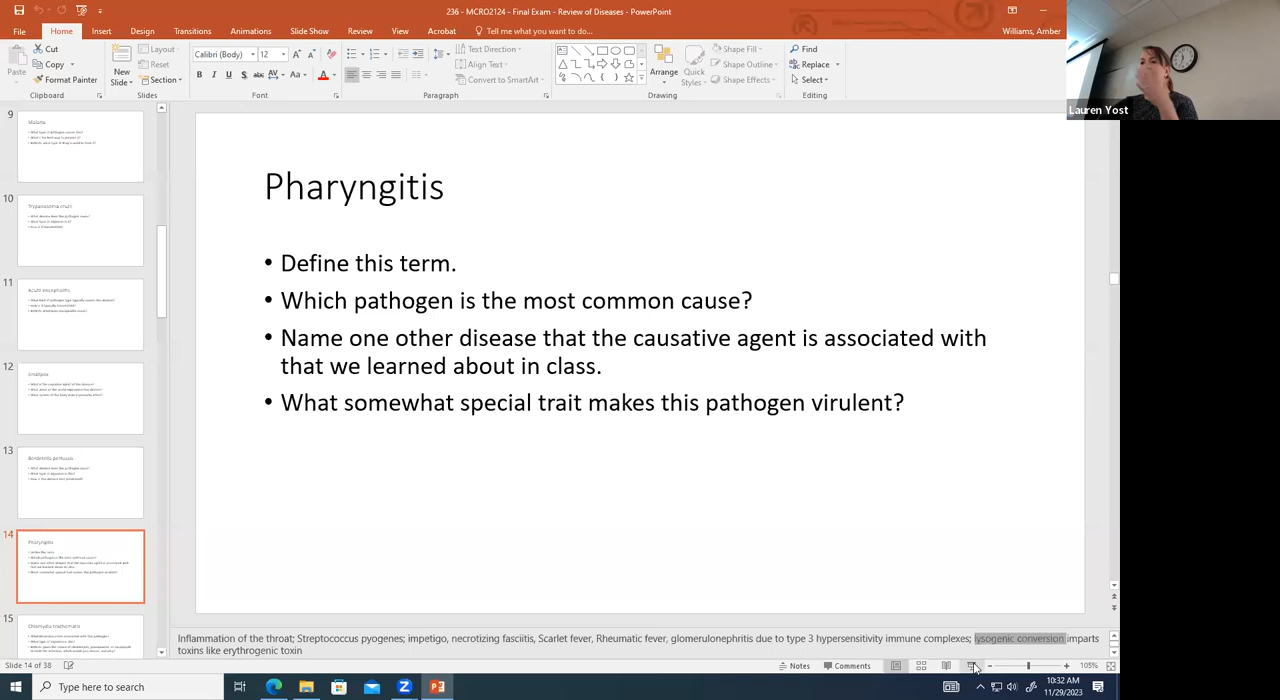 236 - MCRO2124 - Final Exam - Review of Diseases - PowerPoint
Williams, Amber
File Home Insert Design Transitions Animations Slide Show Review View Acrobat Tell me what you want to do...
Paste
Cut
Copy
Format Painter
Clipboard
New Slide
Layout
Reset
Section
Slides
Calibri (Body) 12
B I U S abc AV Aa A
Font
Text Direction
Align Text
Convert to SmartArt
Paragraph
Arrange
Quick Styles
Shape Fill
Shape Outline
Shape Effects
Drawing
Find
Replace
Select
Editing
Lauren Yost
9
Malaria
10
Trypanosoma cruzi
11
Acute encephalitis
12
Smallpox
13
Bordetella pertussis
14
Pharyngitis
15
Chlamydia trachomatis
Pharyngitis
• Define this term.
• Which pathogen is the most common cause?
• Name one other disease that the causative agent is associated with
that we learned about in class.
• What somewhat special trait makes this pathogen virulent?
Inflammation of the throat; Streptococcus pyogenes; impetigo, necrotizing fasciitis, Scarlet fever, Rheumatic fever, glomerulonephritis due to type 3 hypersensitivity immune complexes; lysogenic conversion imparts
toxins like erythrogenic toxin
Slide 14 of 38
Notes
Comments
105%
Type here to search
10:32 AM
11/29/2023